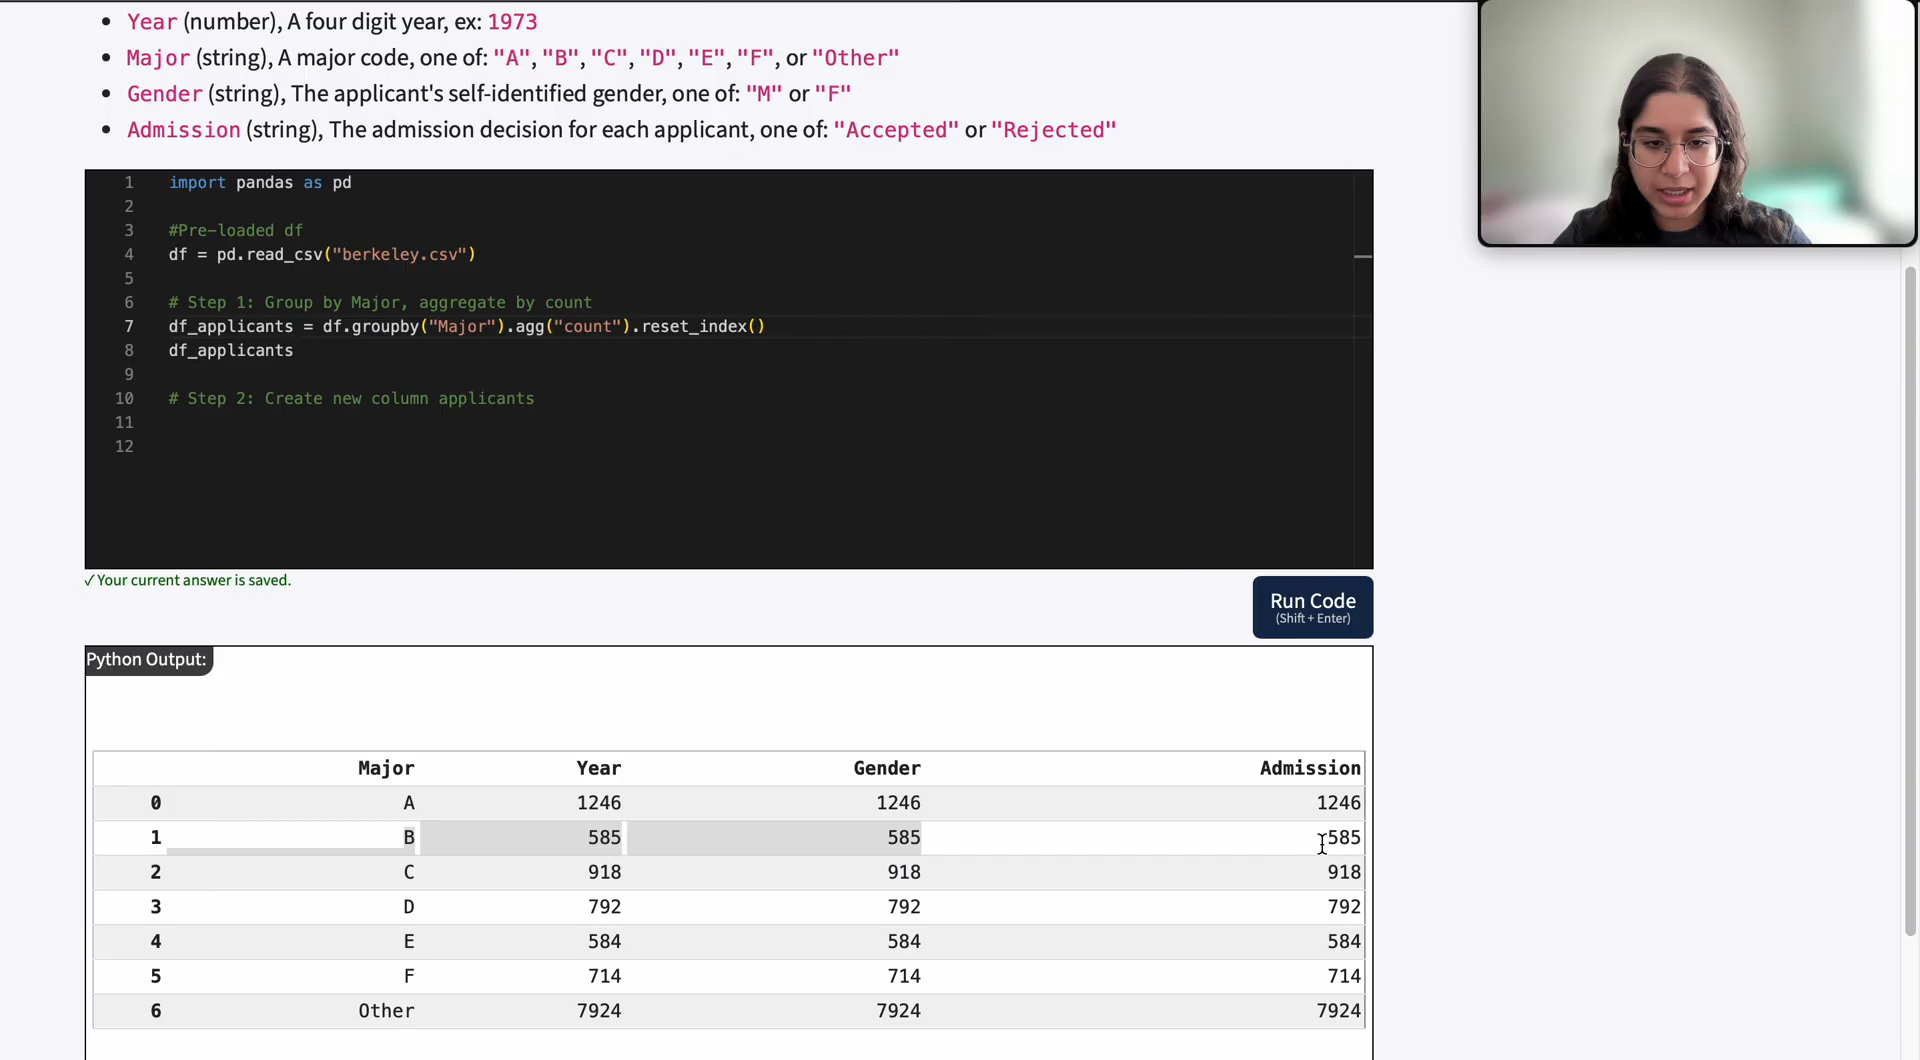 Year (number), A four digit year, ex: 1973
Major (string), A major code, one of: "A", "B", "C", "D", "E", "F", or "Other"
Gender (string), The applicant's self-identified gender, one of: "M" or "F"
Admission (string), The admission decision for each applicant, one of: "Accepted" or "Rejected"
1 import pandas as pd
2
3 #Pre-loaded df
4 df = pd.read_csv("berkeley.csv")
5
6 # Step 1: Group by Major, aggregate by count
7 df_applicants = df.groupby("Major").agg("count").reset_index()
8 df_applicants
9
10 # Step 2: Create new column applicants
11
12
✓Your current answer is saved.
Run Code
(Shift + Enter)
Python Output:
Major Year Gender Admission
0 A 1246 1246 1246
1 B 585 585 585
2 C 918 918 918
3 D 792 792 792
4 E 584 584 584
5 F 714 714 714
6 Other 7924 7924 7924